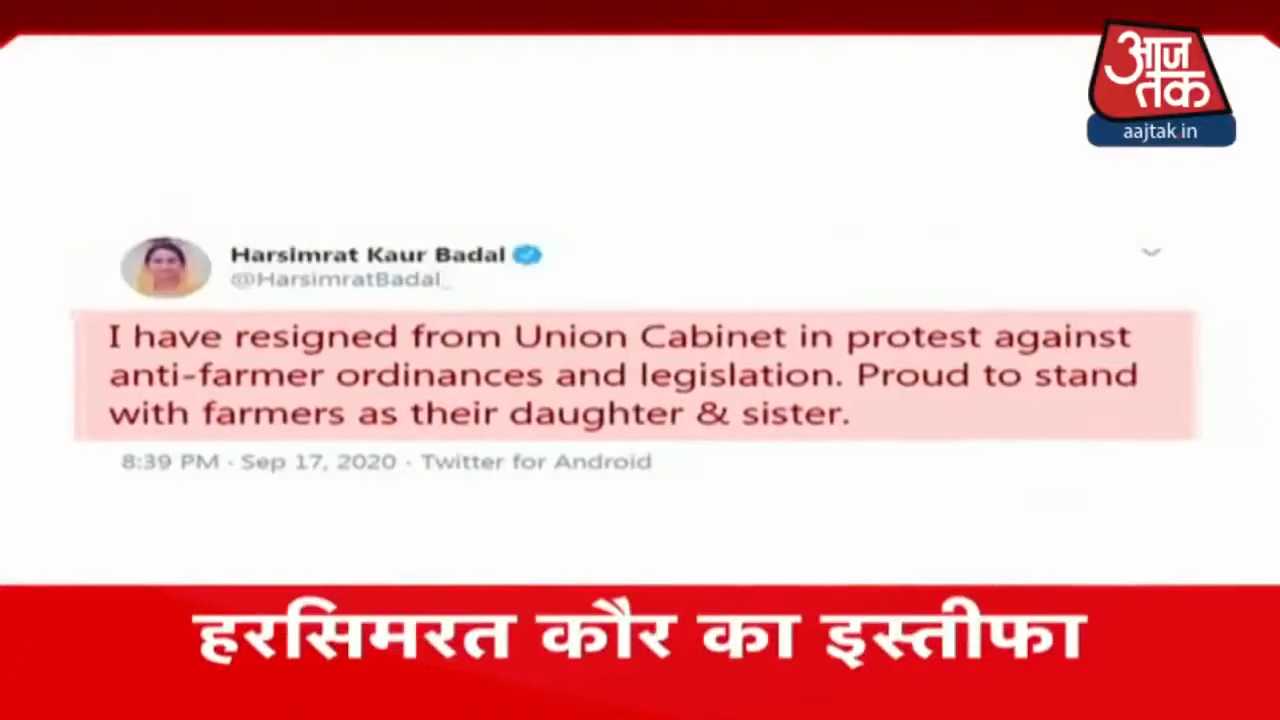 आज
तक
aajtak.in
Harsimrat Kaur Badal
@HarsimratBadal_
I have resigned from Union Cabinet in protest against
anti-farmer ordinances and legislation. Proud to stand
with farmers as their daughter & sister.
8:39 PM · Sep 17, 2020 · Twitter for Android
हरसिमरत कौर का इस्तीफा